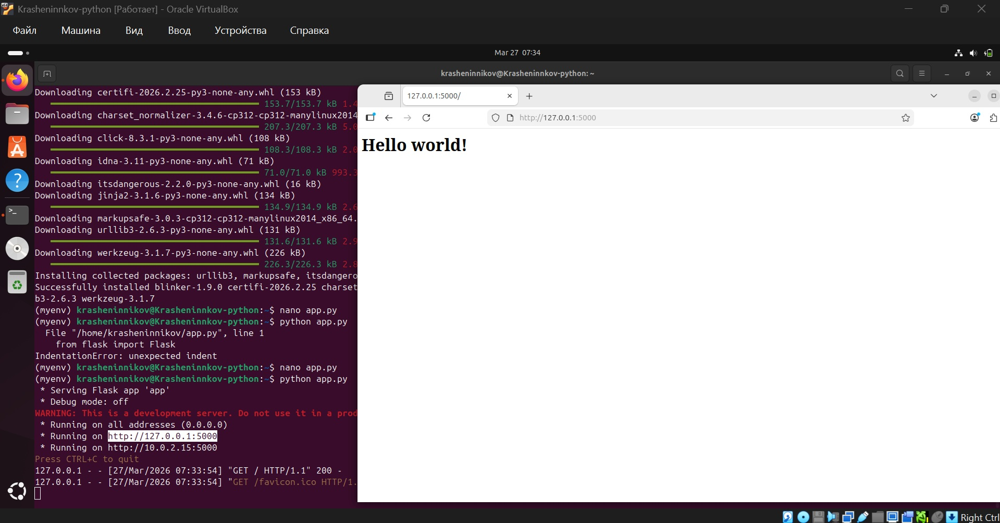 Krasheninnkov-python [Работает] - Oracle VirtualBox
Файл Машина Вид Ввод Устройства Справка
Mar 27 07:34
krasheninnikov@Krasheninnkov-python: ~
Downloading certifi-2026.2.25-py3-none-any.whl (153 kB)
153.7/153.7 kB 1.4
Downloading charset_normalizer-3.4.6-cp312-cp312-manylinux2014
207.3/207.3 kB 5.0
Downloading click-8.3.1-py3-none-any.whl (108 kB)
108.3/108.3 kB 2.0
Downloading idna-3.11-py3-none-any.whl (71 kB)
71.0/71.0 kB 993.3
Downloading itsdangerous-2.2.0-py3-none-any.whl (16 kB)
Downloading jinja2-3.1.6-py3-none-any.whl (134 kB)
134.9/134.9 kB 2.6
Downloading markupsafe-3.0.3-cp312-cp312-manylinux2014_x86_64.
Downloading urllib3-2.6.3-py3-none-any.whl (131 kB)
131.6/131.6 kB 2.9
Downloading werkzeug-3.1.7-py3-none-any.whl (226 kB)
226.3/226.3 kB 2.8
Installing collected packages: urllib3, markupsafe, itsdangero
Successfully installed blinker-1.9.0 certifi-2026.2.25 charset
b3-2.6.3 werkzeug-3.1.7
(myenv) krasheninnikov@Krasheninnkov-python:~$ nano app.py
(myenv) krasheninnikov@Krasheninnkov-python:~$ python app.py
File "/home/krasheninnikov/app.py", line 1
from flask import Flask
IndentationError: unexpected indent
(myenv) krasheninnikov@Krasheninnkov-python:~$ nano app.py
(myenv) krasheninnikov@Krasheninnkov-python:~$ python app.py
* Serving Flask app 'app'
* Debug mode: off
WARNING: This is a development server. Do not use it in a prod
* Running on all addresses (0.0.0.0)
* Running on http://127.0.0.1:5000
* Running on http://10.0.2.15:5000
Press CTRL+C to quit
127.0.0.1 - - [27/Mar/2026 07:33:54] "GET / HTTP/1.1" 200 -
127.0.0.1 - - [27/Mar/2026 07:33:54] "GET /favicon.ico HTTP/1.
127.0.0.1:5000/
http://127.0.0.1:5000
Hello world!
Right Ctrl